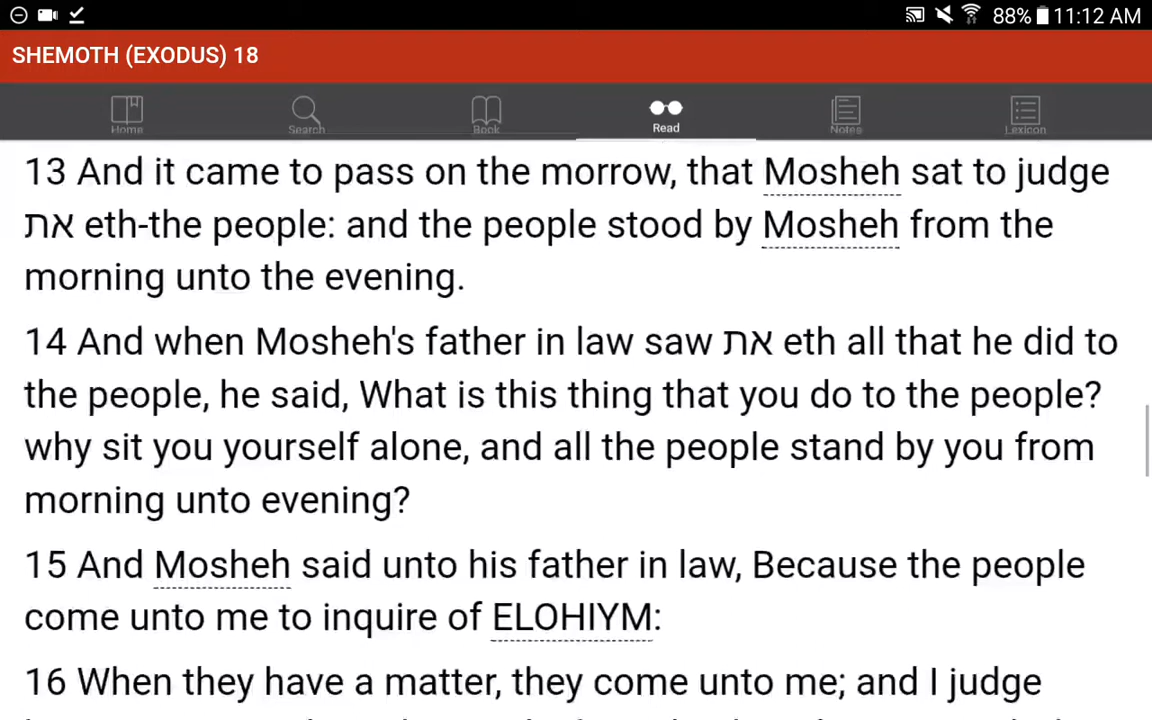 88% 11:12 AM
SHEMOTH (EXODUS) 18
Home Search Book Read Notes Lexicon
13 And it came to pass on the morrow, that Mosheh sat to judge
את eth-the people: and the people stood by Mosheh from the
morning unto the evening.
14 And when Mosheh's father in law saw את eth all that he did to
the people, he said, What is this thing that you do to the people?
why sit you yourself alone, and all the people stand by you from
morning unto evening?
15 And Mosheh said unto his father in law, Because the people
come unto me to inquire of ELOHIYM:
16 When they have a matter, they come unto me; and I judge